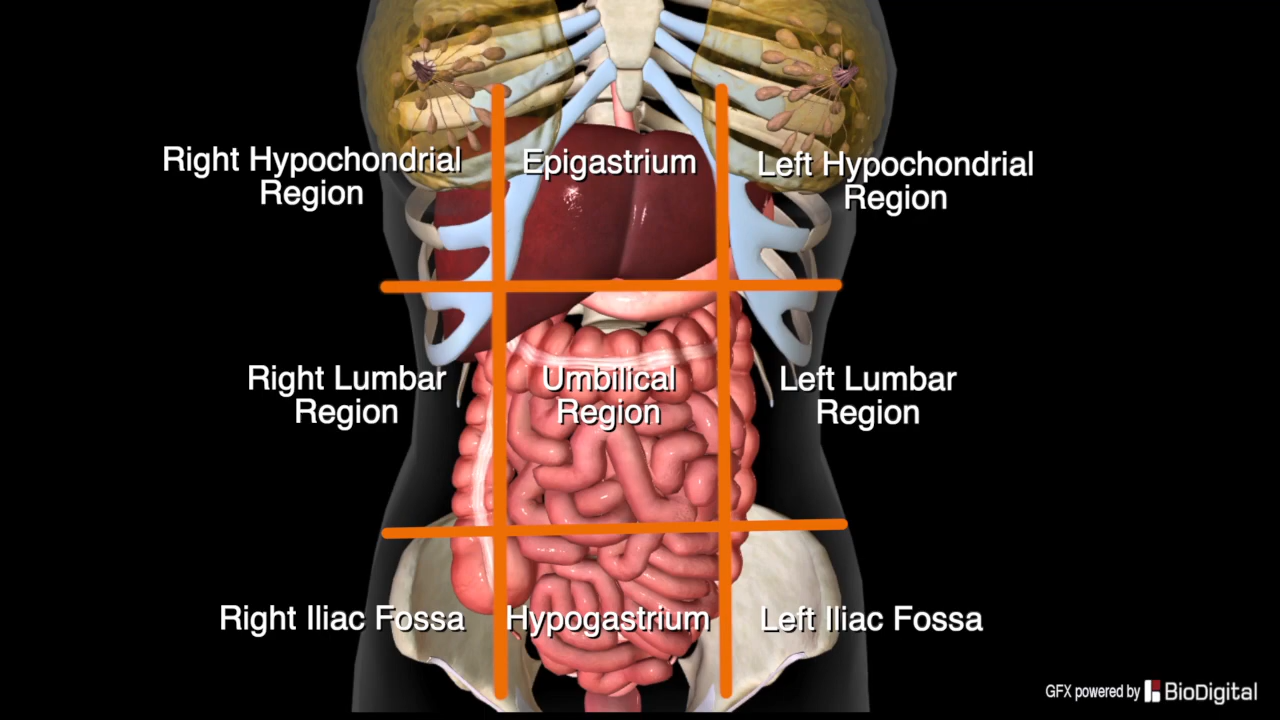 Right Hypochondrial
Region
Epigastrium
Left Hypochondrial
Region
Right Lumbar
Region
Umbilical
Region
Left Lumbar
Region
Right Iliac Fossa
Hypogastrium
Left Iliac Fossa
GFX powered by BioDigital